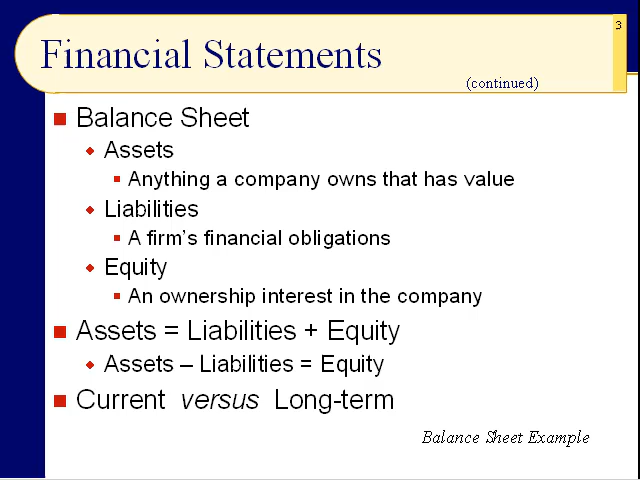 3
Financial Statements
(continued)
Balance Sheet
Assets
Anything a company owns that has value
Liabilities
A firm's financial obligations
Equity
An ownership interest in the company
Assets = Liabilities + Equity
Assets – Liabilities = Equity
Current versus Long-term
Balance Sheet Example